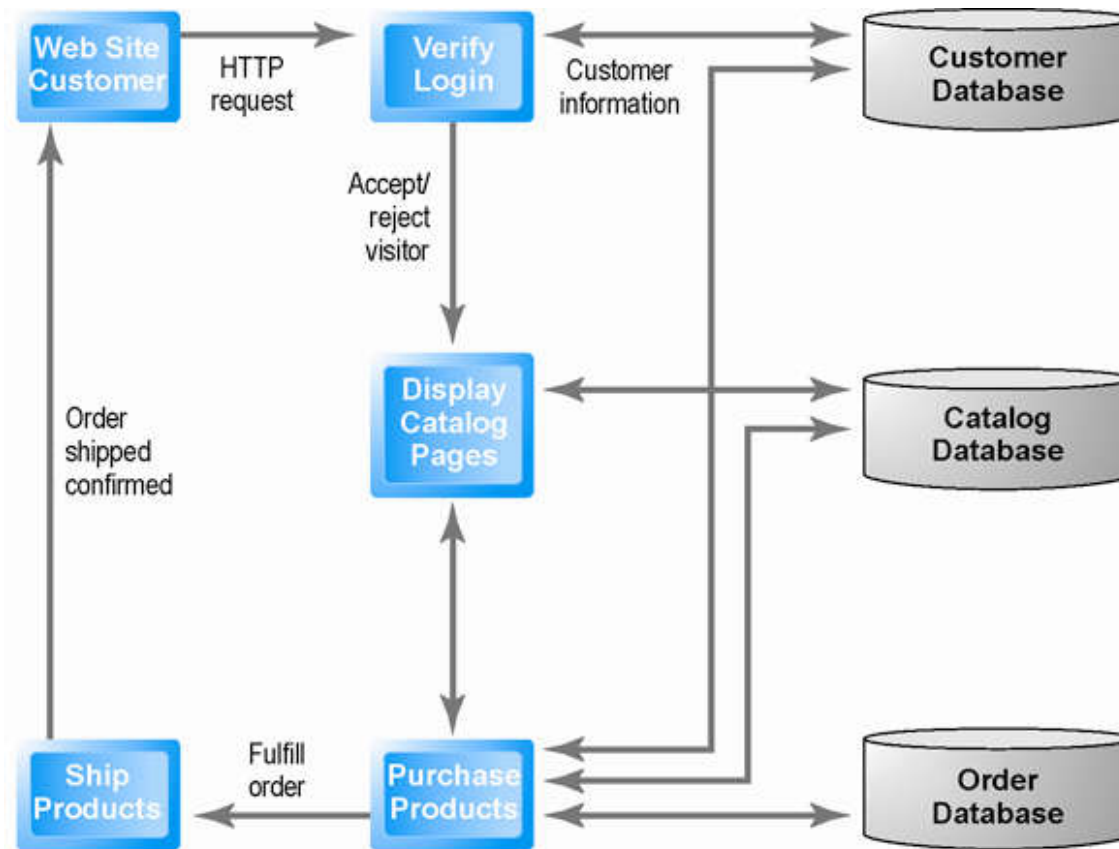 Web Site
Customer
HTTP
request
Verify
Login
Customer
information
Customer
Database
Accept/
reject
visitor
Display
Catalog
Pages
Catalog
Database
Order
shipped
confirmed
Ship
Products
Fulfill
order
Purchase
Products
Order
Database